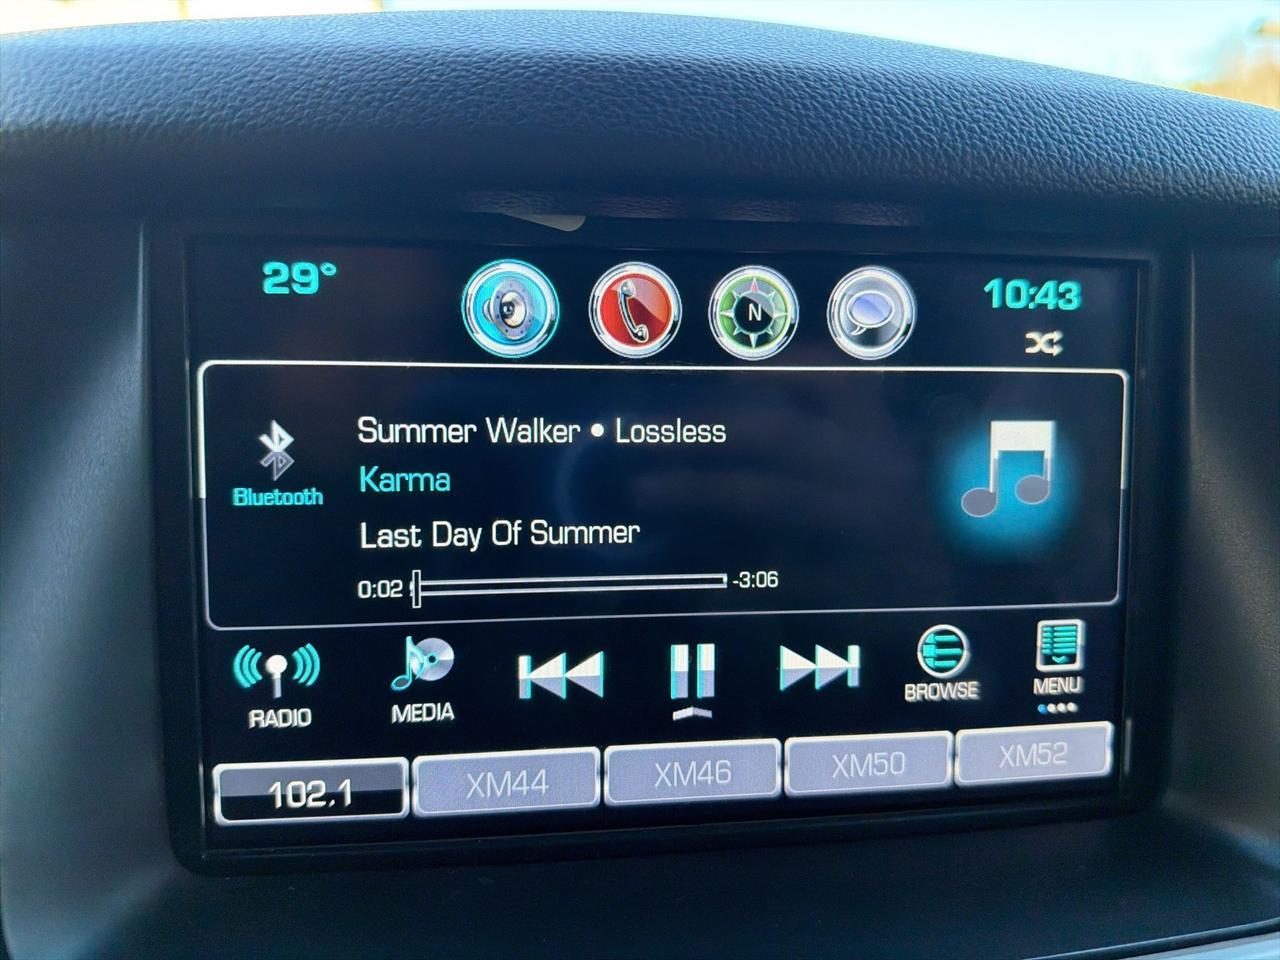 29°
N
10:43
Summer Walker • Lossless
Bluetooth
Karma
Last Day Of Summer
0:02
-3:06
RADIO
MEDIA
BROWSE
MENU
102.1
XM44
XM46
XM50
XM52